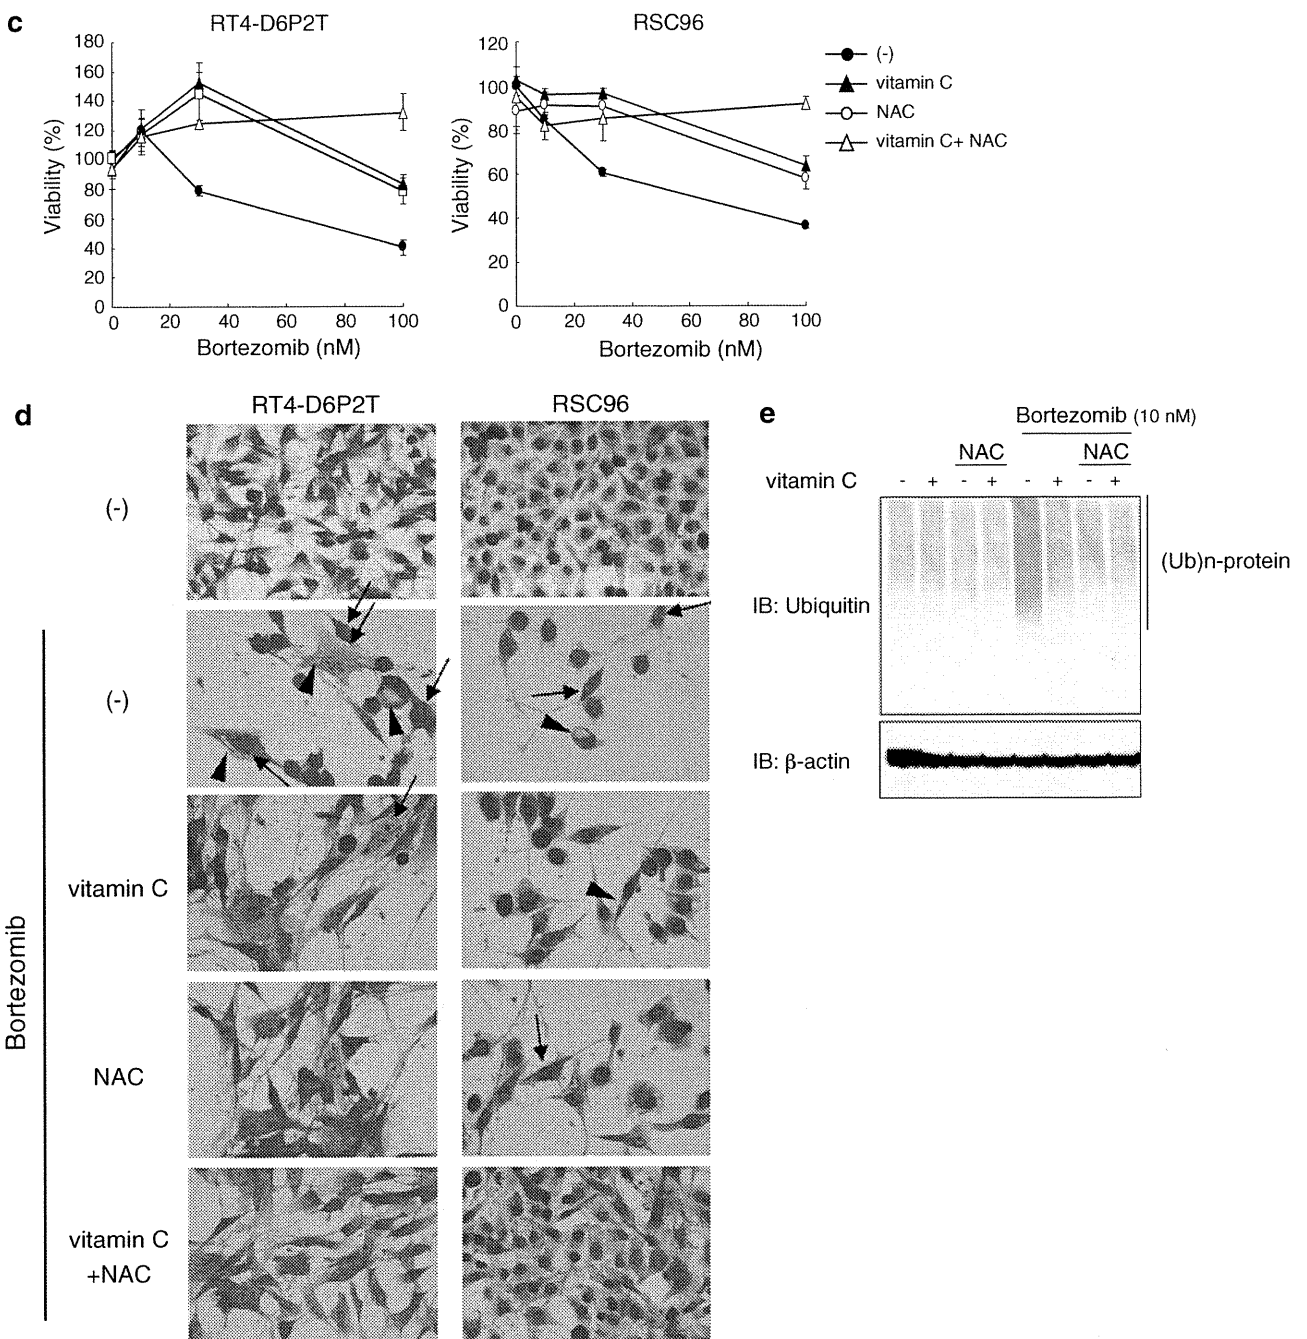 c
RT4-D6P2T
RSC96
180
160
140
120
100
80
60
40
20
0
Viability (%)
0 20 40 60 80 100
Bortezomib (nM)
120
100
80
60
40
20
0
Viability (%)
0 20 40 60 80 100
Bortezomib (nM)
(-)
vitamin C
NAC
vitamin C+ NAC
d
RT4-D6P2T
RSC96
(-)
(-)
vitamin C
NAC
vitamin C
+NAC
Bortezomib
e
Bortezomib (10 nM)
NAC NAC
vitamin C - + - + - + - +
(Ub)n-protein
IB: Ubiquitin
IB: β-actin